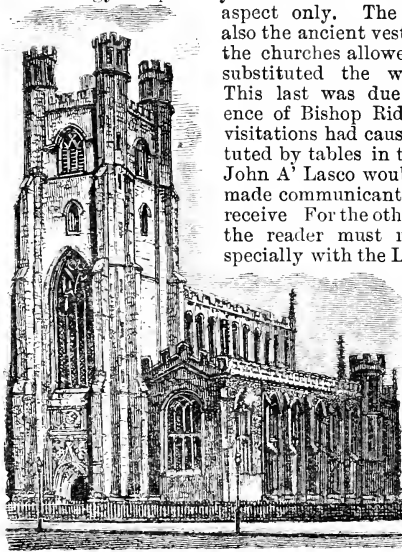 aspect only. The
also the ancient vest
the churches allowe
substituted the w
This last was due
ence of Bishop Rid
visitations had caus
tuted by tables in t
John A' Lasco woul
made communicant
receive For the oth
the reader must
specially with the L